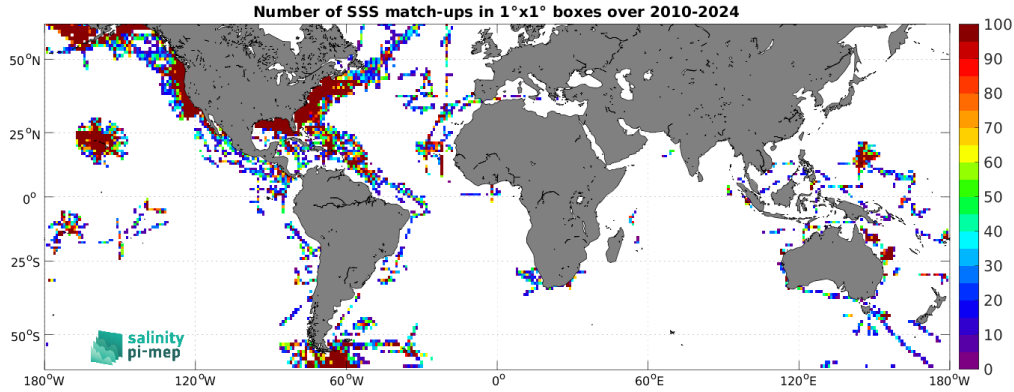 Number of SSS match-ups in 1°x1° boxes over 2010-2024
50°N
25°N
0°
25°S
50°S
180°W
120°W
60°W
0°
60°E
120°E
180°W
100
90
80
70
60
50
40
30
20
10
0
salinity
pi-mep